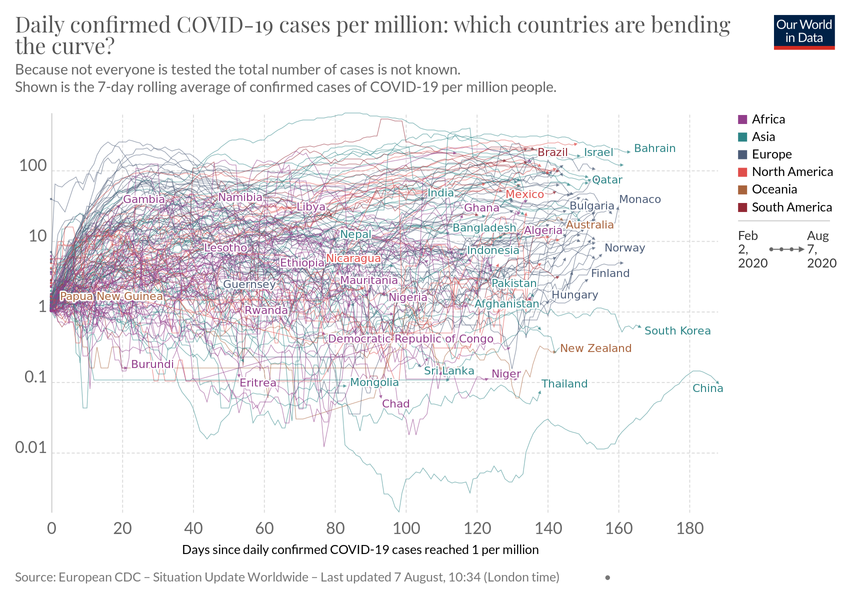 Daily confirmed COVID-19 cases per million: which countries are bending
the curve?
Our World
in Data
Because not everyone is tested the total number of cases is not known.
Shown is the 7-day rolling average of confirmed cases of COVID-19 per million people.
100
10
1
0.1
0.01
Brazil
Israel
Bahrain
Qatar
India
Mexico
Monaco
Gambia
Namibia
Libya
Ghana
Bulgaria
Nepal
Bangladesh
Algeria
Australia
Lesotho
Indonesia
Norway
Ethiopia
Nicaragua
Finland
Guernsey
Mauritania
Pakistan
Papua New Guinea
Nigeria
Hungary
Afghanistan
Rwanda
South Korea
Democratic Republic of Congo
New Zealand
Burundi
Sri Lanka
Niger
Eritrea
Mongolia
Thailand
China
Chad
Africa
Asia
Europe
North America
Oceania
South America
Feb
2,
2020
Aug
7,
2020
0 20 40 60 80 100 120 140 160 180
Days since daily confirmed COVID-19 cases reached 1 per million
Source: European CDC – Situation Update Worldwide – Last updated 7 August, 10:34 (London time)